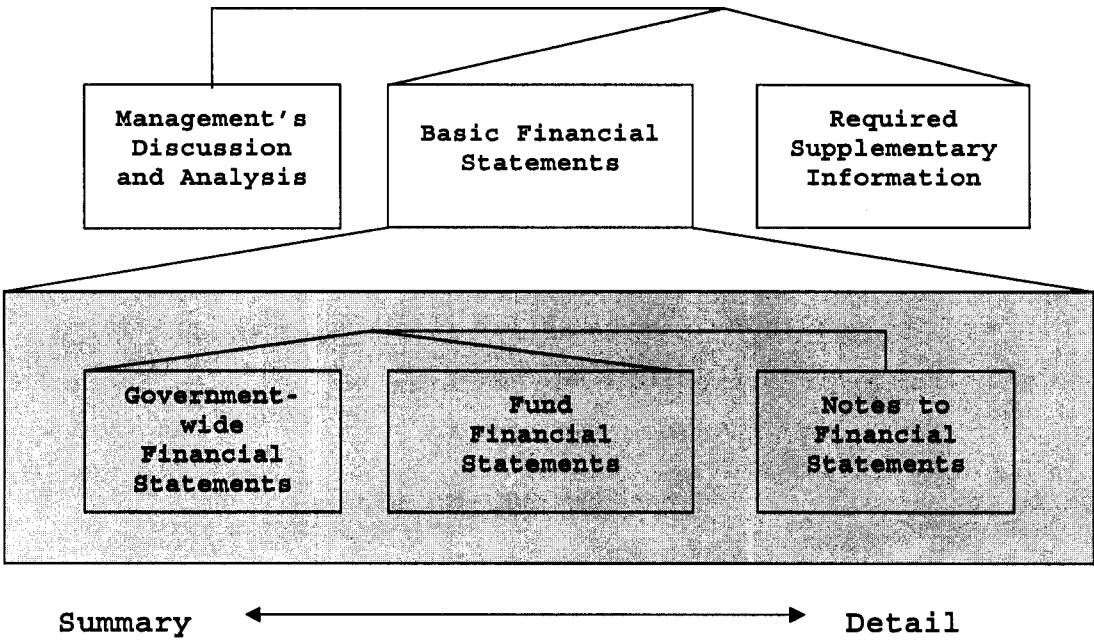 Management's
Discussion
and Analysis
Basic Financial
Statements
Required
Supplementary
Information
Government-
wide
Financial
Statements
Fund
Financial
Statements
Notes to
Financial
Statements
Summary
Detail